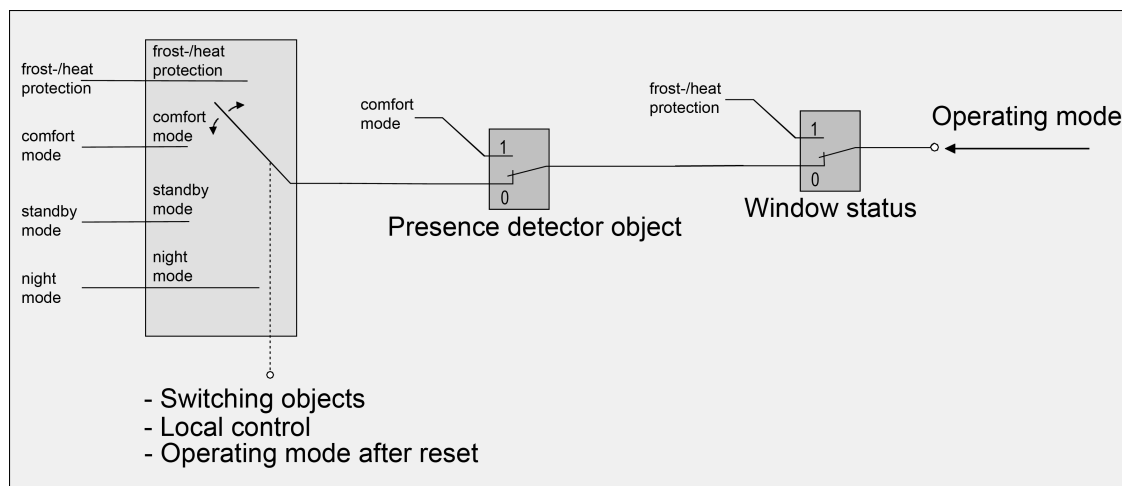 frost-/heat
protection
comfort
mode
standby
mode
night
mode
frost-/heat
protection
comfort
mode
standby
mode
night
mode
comfort
mode
1
0
Presence detector object
frost-/heat
protection
1
0
Window status
Operating mode
- Switching objects
- Local control
- Operating mode after reset